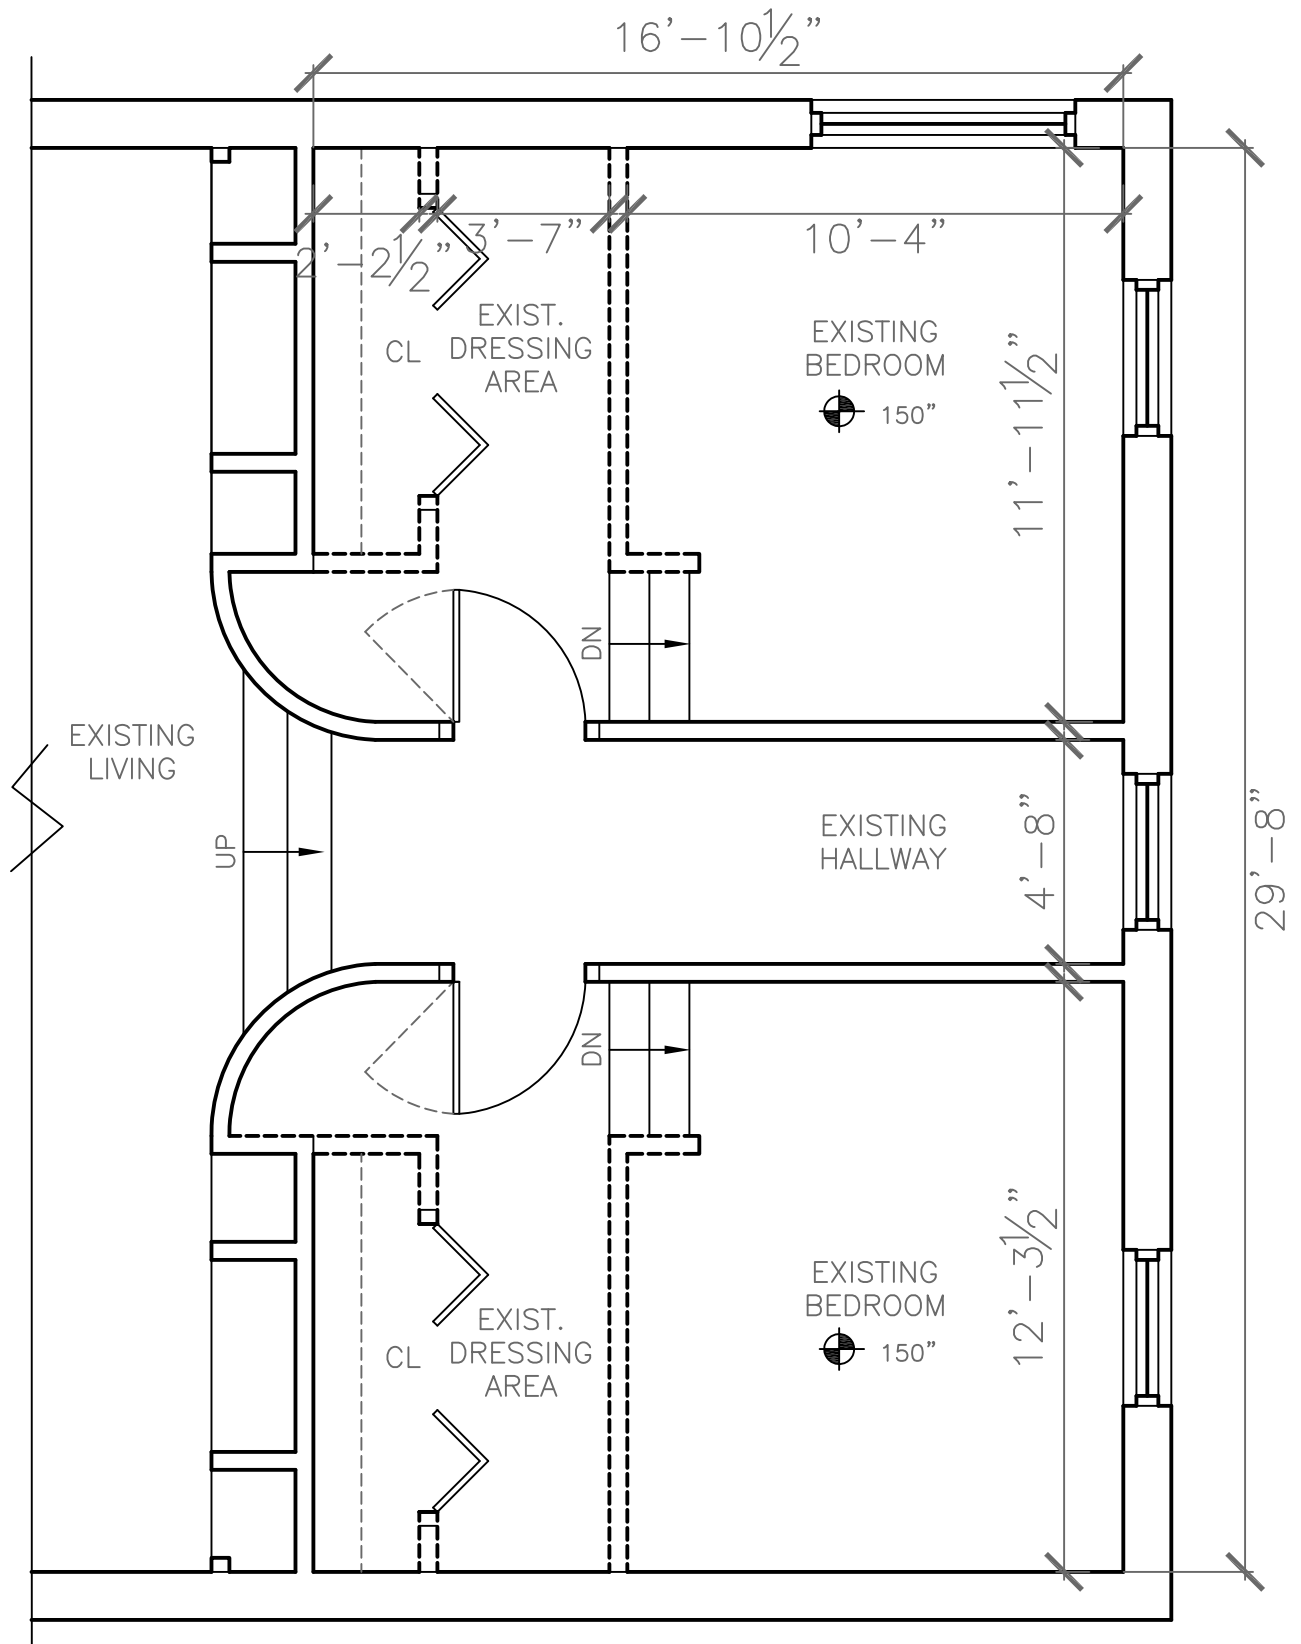 16'-10½"
2'-2½"
3'-7"
10'-4"
EXIST.
DRESSING
AREA
CL
EXISTING
BEDROOM
150"
11'-11½"
DN
EXISTING
LIVING
UP
EXISTING
HALLWAY
4'-8"
29'-8"
DN
12'-3½"
EXISTING
BEDROOM
150"
EXIST.
DRESSING
AREA
CL